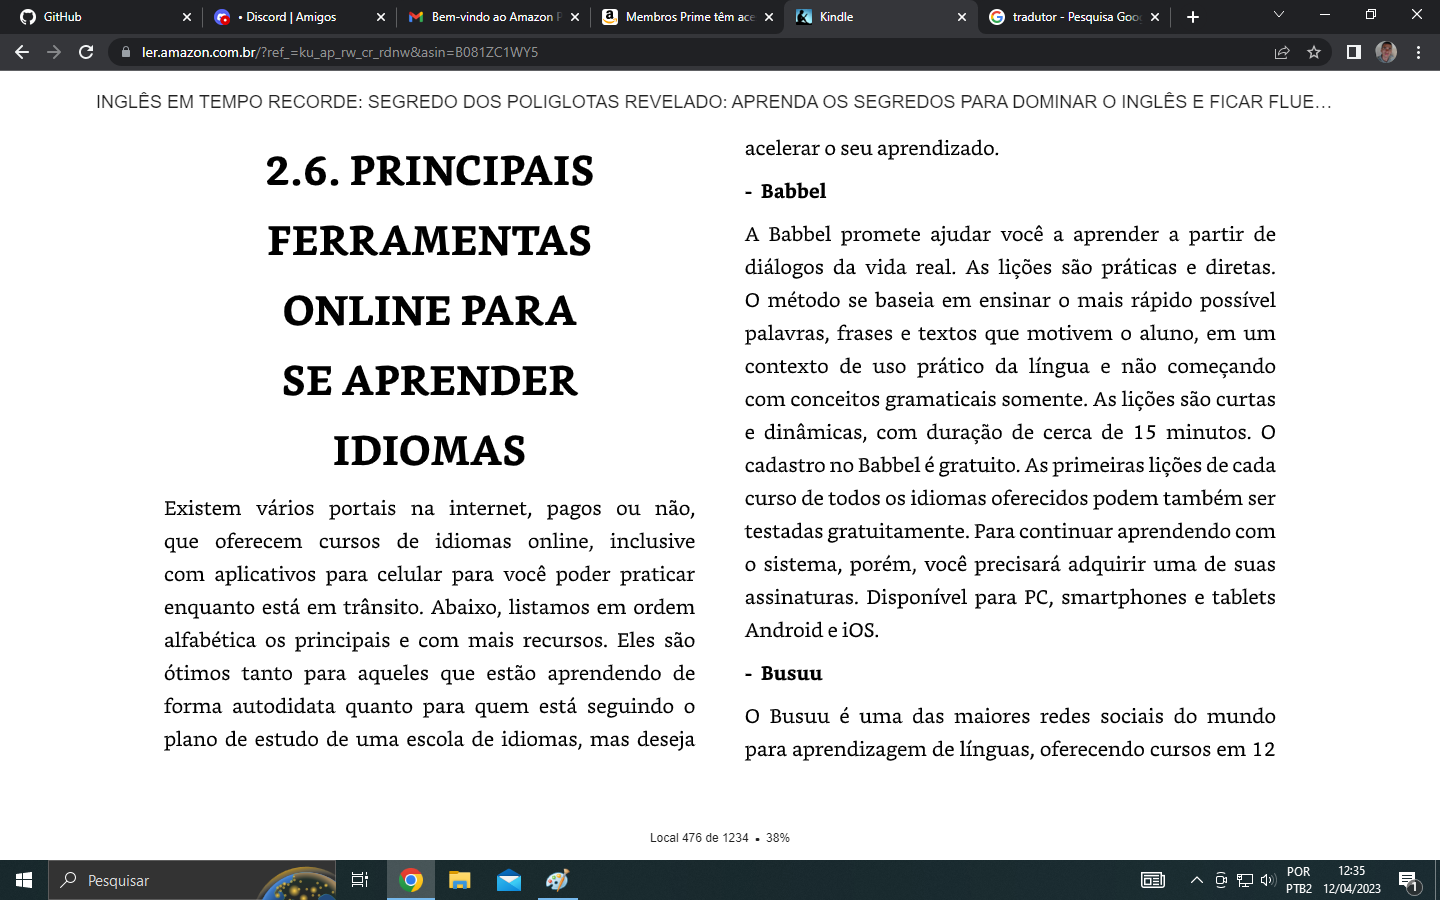 GitHub
• Discord | Amigos
Bem-vindo ao Amazon P
Membros Prime têm ace
Kindle
tradutor - Pesquisa Goo
ler.amazon.com.br/?ref_=ku_ap_rw_cr_rdnw&asin=B081ZC1WY5
INGLÊS EM TEMPO RECORDE: SEGREDO DOS POLIGLOTAS REVELADO: APRENDA OS SEGREDOS PARA DOMINAR O INGLÊS E FICAR FLUE…
2.6. PRINCIPAIS
FERRAMENTAS
ONLINE PARA
SE APRENDER
IDIOMAS
Existem vários portais na internet, pagos ou não,
que oferecem cursos de idiomas online, inclusive
com aplicativos para celular para você poder praticar
enquanto está em trânsito. Abaixo, listamos em ordem
alfabética os principais e com mais recursos. Eles são
ótimos tanto para aqueles que estão aprendendo de
forma autodidata quanto para quem está seguindo o
plano de estudo de uma escola de idiomas, mas deseja
acelerar o seu aprendizado.
- Babbel
A Babbel promete ajudar você a aprender a partir de
diálogos da vida real. As lições são práticas e diretas.
O método se baseia em ensinar o mais rápido possível
palavras, frases e textos que motivem o aluno, em um
contexto de uso prático da língua e não começando
com conceitos gramaticais somente. As lições são curtas
e dinâmicas, com duração de cerca de 15 minutos. O
cadastro no Babbel é gratuito. As primeiras lições de cada
curso de todos os idiomas oferecidos podem também ser
testadas gratuitamente. Para continuar aprendendo com
o sistema, porém, você precisará adquirir uma de suas
assinaturas. Disponível para PC, smartphones e tablets
Android e iOS.
- Busuu
O Busuu é uma das maiores redes sociais do mundo
para aprendizagem de línguas, oferecendo cursos em 12
Local 476 de 1234 • 38%
Pesquisar
POR
PTB2
12:35
12/04/2023
1